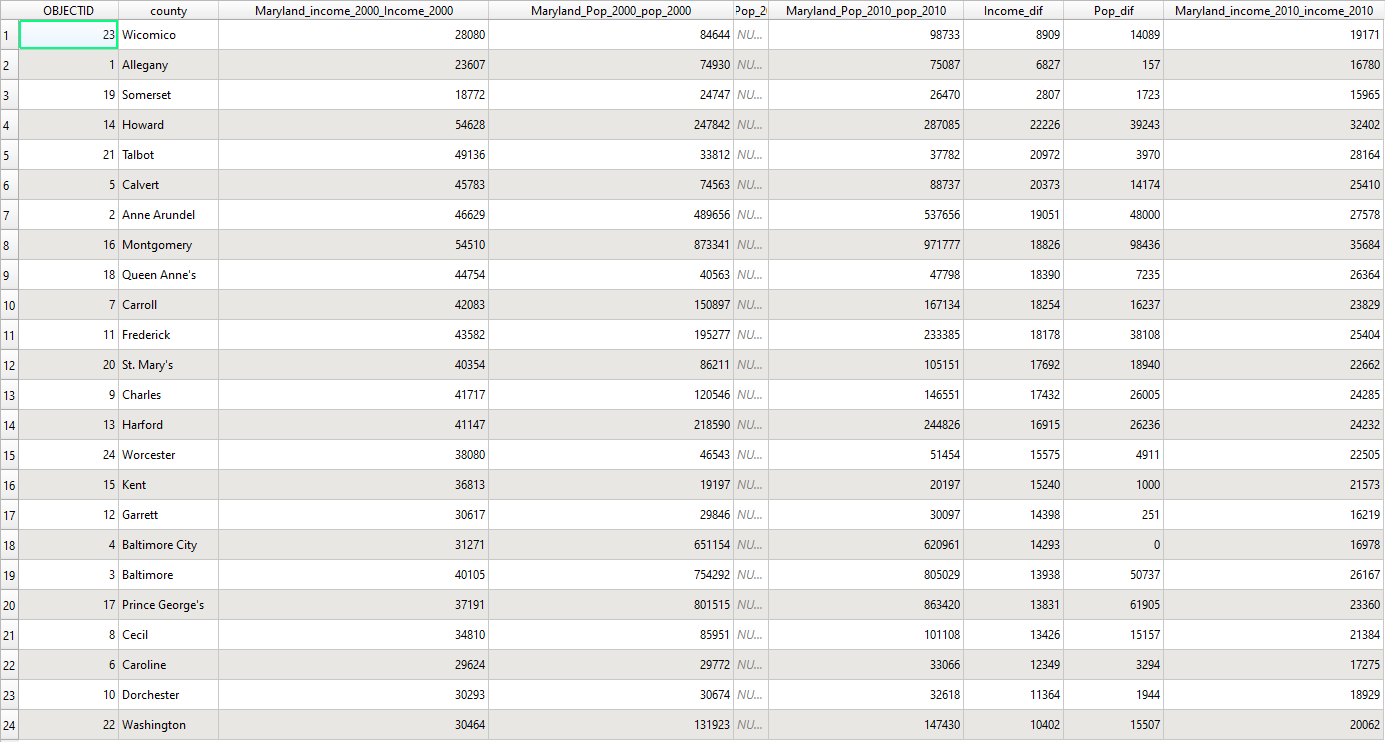 OBJECTID county Maryland_income_2000_Income_2000 Maryland_Pop_2000_pop_2000 Pop_20 Maryland_Pop_2010_pop_2010 Income_dif Pop_dif Maryland_income_2010_income_2010
1 23 Wicomico 28080 84644 NU... 98733 8909 14089 19171
2 1 Allegany 23607 74930 NU... 75087 6827 157 16780
3 19 Somerset 18772 24747 NU... 26470 2807 1723 15965
4 14 Howard 54628 247842 NU... 287085 22226 39243 32402
5 21 Talbot 49136 33812 NU... 37782 20972 3970 28164
6 5 Calvert 45783 74563 NU... 88737 20373 14174 25410
7 2 Anne Arundel 46629 489656 NU... 537656 19051 48000 27578
8 16 Montgomery 54510 873341 NU... 971777 18826 98436 35684
9 18 Queen Anne's 44754 40563 NU... 47798 18390 7235 26364
10 7 Carroll 42083 150897 NU... 167134 18254 16237 23829
11 11 Frederick 43582 195277 NU... 233385 18178 38108 25404
12 20 St. Mary's 40354 86211 NU... 105151 17692 18940 22662
13 9 Charles 41717 120546 NU... 146551 17432 26005 24285
14 13 Harford 41147 218590 NU... 244826 16915 26236 24232
15 24 Worcester 38080 46543 NU... 51454 15575 4911 22505
16 15 Kent 36813 19197 NU... 20197 15240 1000 21573
17 12 Garrett 30617 29846 NU... 30097 14398 251 16219
18 4 Baltimore City 31271 651154 NU... 620961 14293 0 16978
19 3 Baltimore 40105 754292 NU... 805029 13938 50737 26167
20 17 Prince George's 37191 801515 NU... 863420 13831 61905 23360
21 8 Cecil 34810 85951 NU... 101108 13426 15157 21384
22 6 Caroline 29624 29772 NU... 33066 12349 3294 17275
23 10 Dorchester 30293 30674 NU... 32618 11364 1944 18929
24 22 Washington 30464 131923 NU... 147430 10402 15507 20062